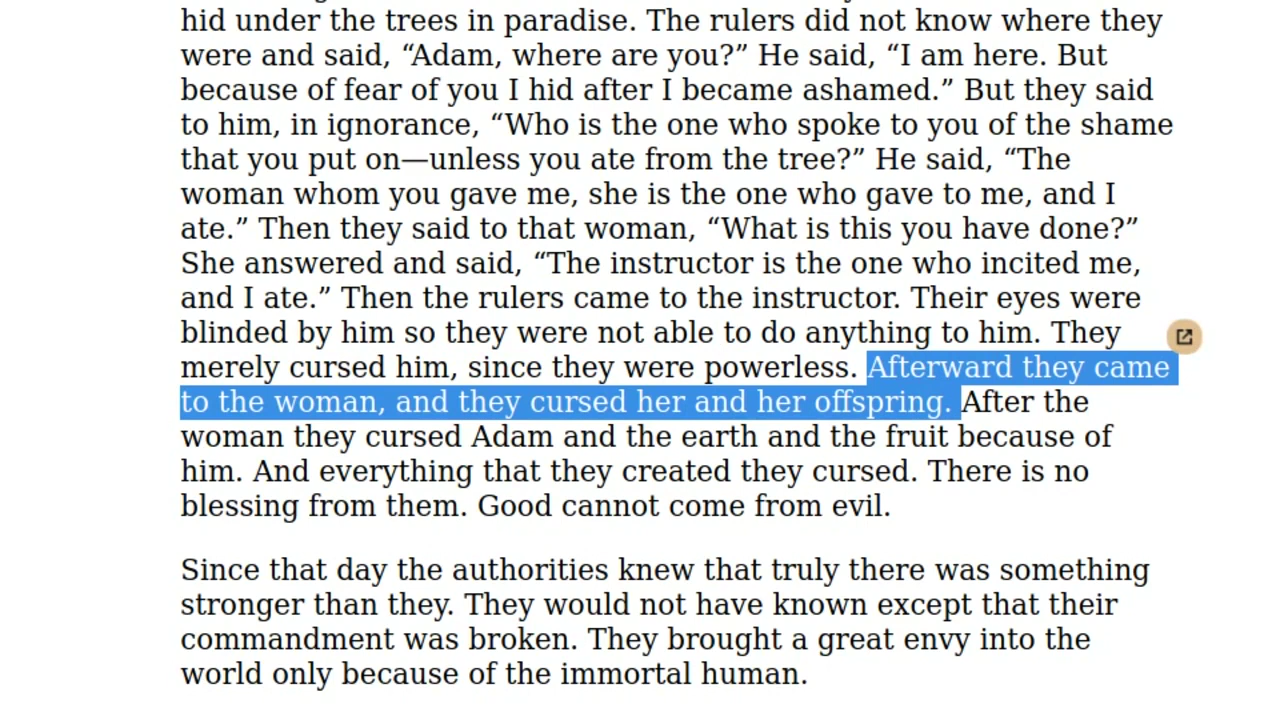 hid under the trees in paradise. The rulers did not know where they
were and said, “Adam, where are you?” He said, “I am here. But
because of fear of you I hid after I became ashamed.” But they said
to him, in ignorance, “Who is the one who spoke to you of the shame
that you put on—unless you ate from the tree?” He said, “The
woman whom you gave me, she is the one who gave to me, and I
ate.” Then they said to that woman, “What is this you have done?”
She answered and said, “The instructor is the one who incited me,
and I ate.” Then the rulers came to the instructor. Their eyes were
blinded by him so they were not able to do anything to him. They
merely cursed him, since they were powerless. Afterward they came
to the woman, and they cursed her and her offspring. After the
woman they cursed Adam and the earth and the fruit because of
him. And everything that they created they cursed. There is no
blessing from them. Good cannot come from evil.
Since that day the authorities knew that truly there was something
stronger than they. They would not have known except that their
commandment was broken. They brought a great envy into the
world only because of the immortal human.